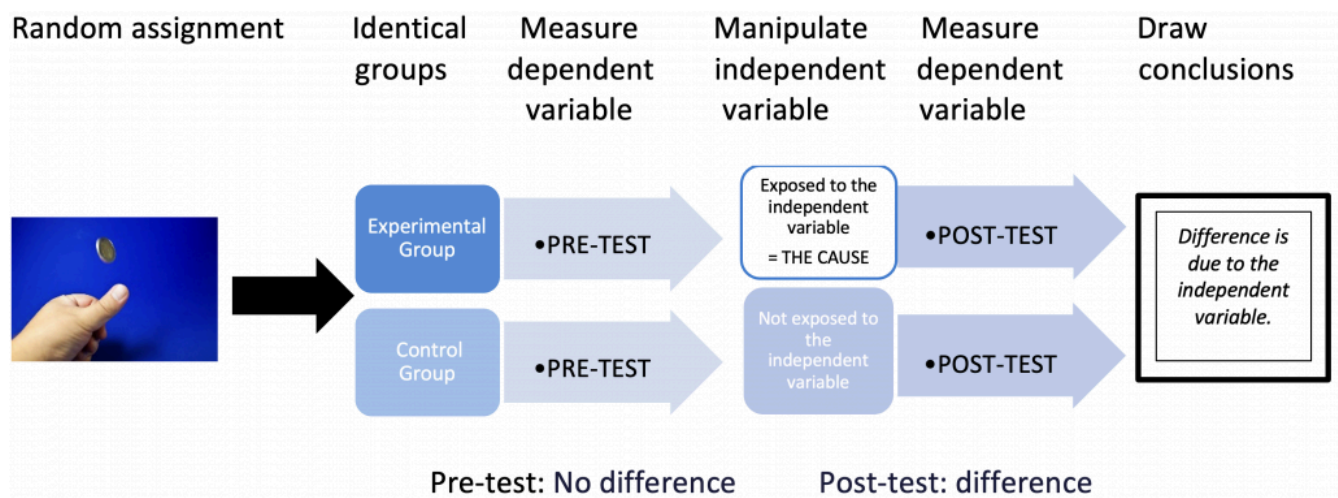 Random assignment
Identical
groups
Measure
dependent
variable
Manipulate
independent
variable
Measure
dependent
variable
Draw
conclusions
Experimental
Group
•PRE-TEST
Exposed to the
independent
variable
= THE CAUSE
•POST-TEST
Difference is
due to the
independent
variable.
Control
Group
•PRE-TEST
Not exposed to
the
independent
variable
•POST-TEST
Pre-test: No difference
Post-test: difference